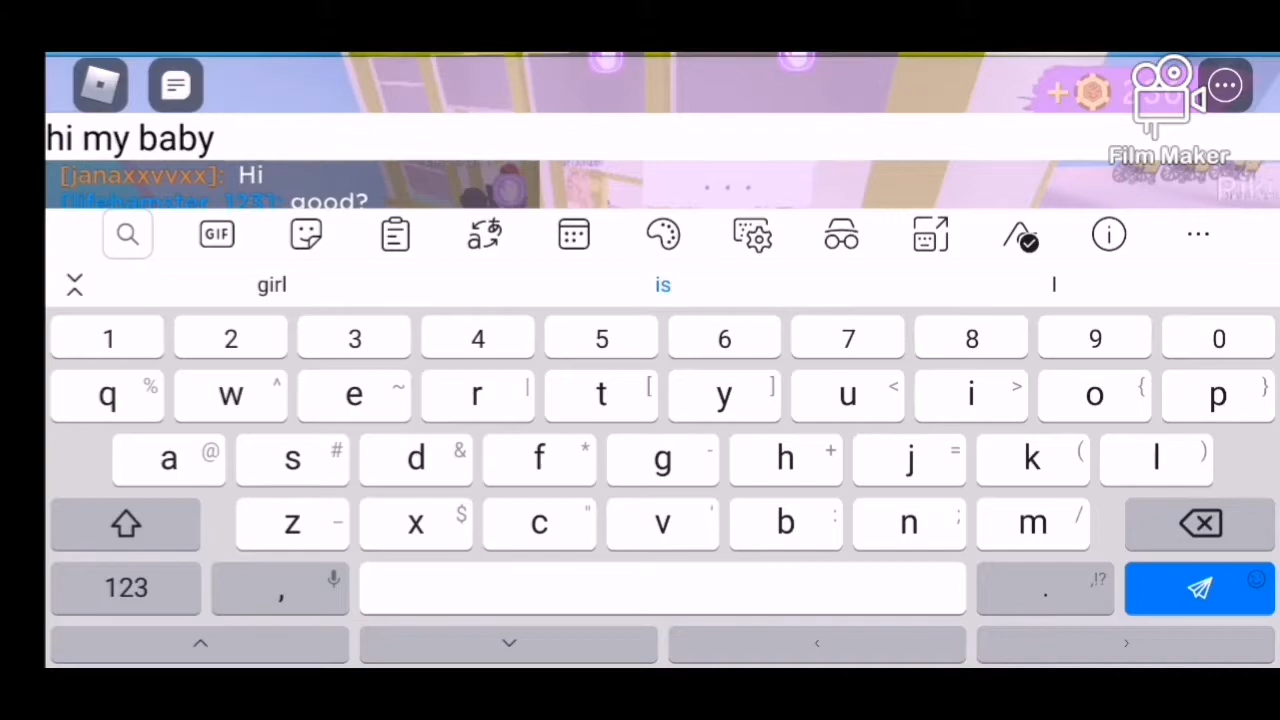 hi my baby
Film Maker
[janaxxvvxx]: Hi
good?
GIF
girl is I
1 2 3 4 5 6 7 8 9 0
q % w ^ e ~ r | t [ y ] u < i > o { p }
a @ s # d & f * g - h + j = k ( l )
z _ x $ c " v ' b : n ; m /
123 , . ,!?